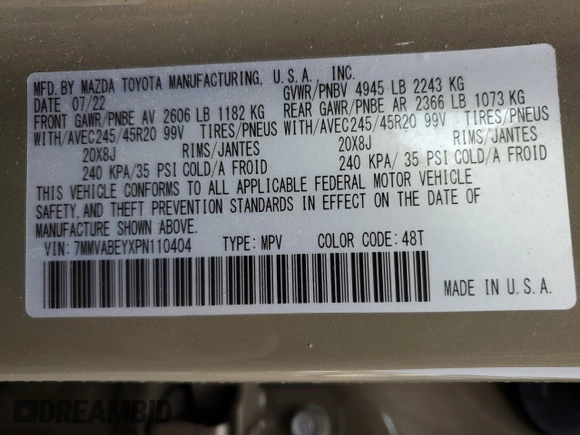 MFD. BY MAZDA TOYOTA MANUFACTURING, U.S.A., INC.
DATE 07/22 GVWR/PNBV 4945 LB 2243 KG
FRONT GAWR/PNBE AV 2606 LB 1182 KG REAR GAWR/PNBE AR 2366 LB 1073 KG
WITH/AVEC245/45R20 99V TIRES/PNEUS WITH/AVEC245/45R20 99V TIRES/PNEUS
20X8J RIMS/JANTES 20X8J RIMS/JANTES
240 KPA/35 PSI COLD/A FROID 240 KPA/35 PSI COLD/A FROID
THIS VEHICLE CONFORMS TO ALL APPLICABLE FEDERAL MOTOR VEHICLE
SAFETY, AND THEFT PREVENTION STANDARDS IN EFFECT ON THE DATE OF
MANUFACTURE SHOWN ABOVE.
VIN: 7MMVABEYXPN110404 TYPE: MPV COLOR CODE: 48T
MADE IN U.S.A.
DREAMBID